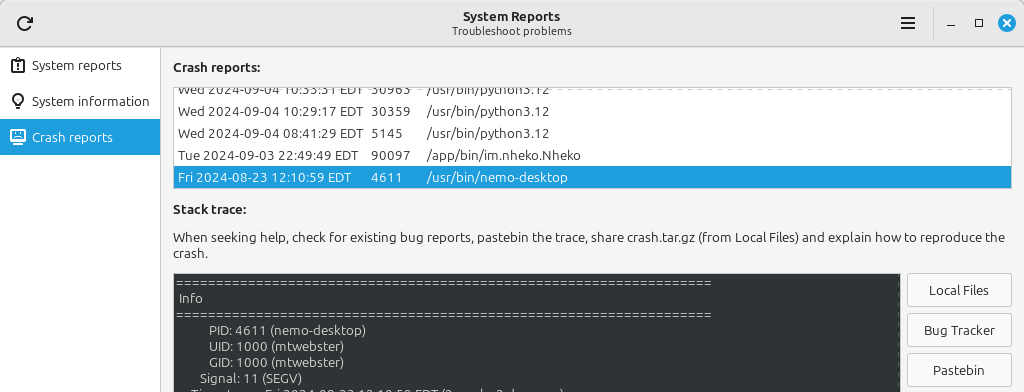 System Reports
Troubleshoot problems
System reports
System information
Crash reports
Crash reports:
Wed 2024-09-04 10:33:31 EDT 30963 /usr/bin/python3.12
Wed 2024-09-04 10:29:17 EDT 30359 /usr/bin/python3.12
Wed 2024-09-04 08:41:29 EDT 5145 /usr/bin/python3.12
Tue 2024-09-03 22:49:49 EDT 90097 /app/bin/im.nheko.Nheko
Fri 2024-08-23 12:10:59 EDT 4611 /usr/bin/nemo-desktop
Stack trace:
When seeking help, check for existing bug reports, pastebin the trace, share crash.tar.gz (from Local Files) and explain how to reproduce the
crash.
===================================================================
Info
===================================================================
PID: 4611 (nemo-desktop)
UID: 1000 (mtwebster)
GID: 1000 (mtwebster)
Signal: 11 (SEGV)
Local Files
Bug Tracker
Pastebin